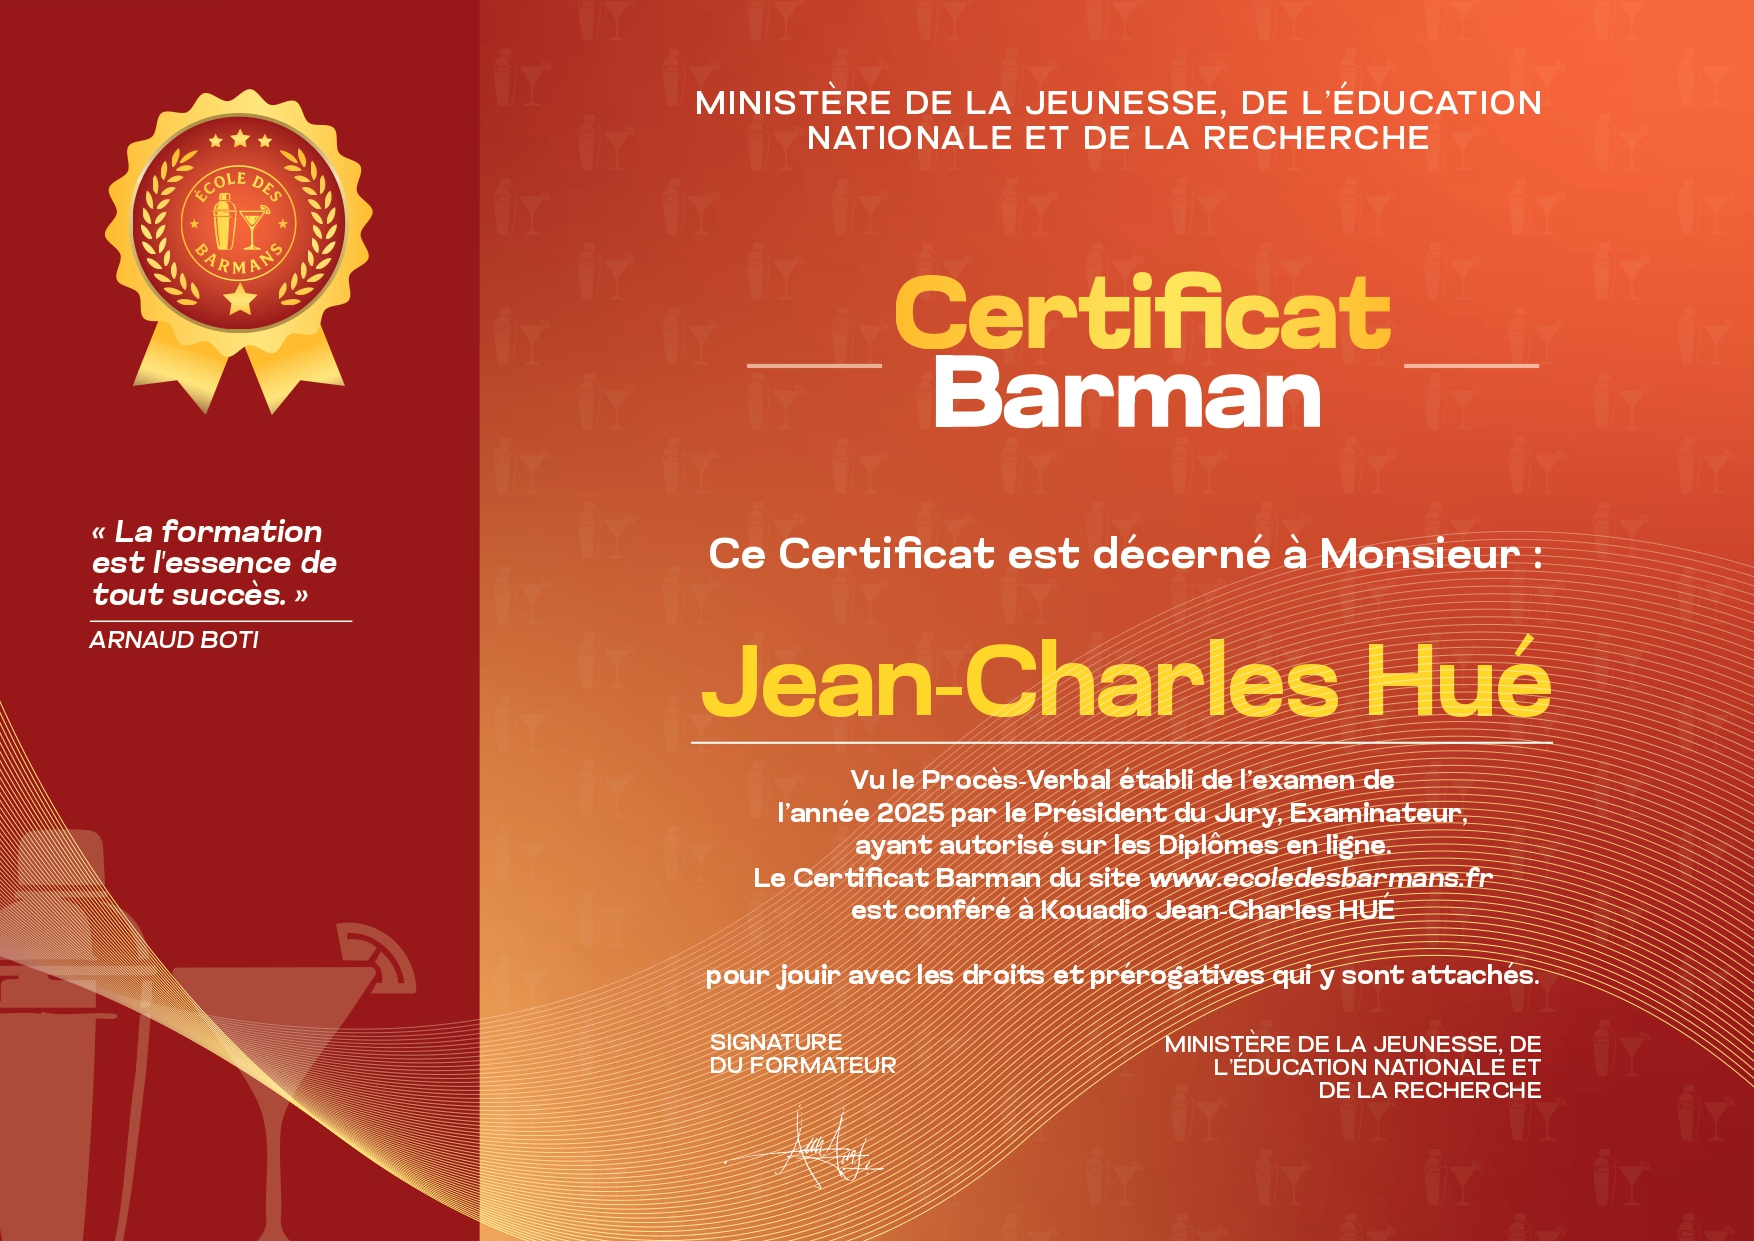 MINISTÈRE DE LA JEUNESSE, DE L’ÉDUCATION
NATIONALE ET DE LA RECHERCHE
ÉCOLE DES
BARMANS
Certificat
Barman
« La formation
est l'essence de
tout succès. »
ARNAUD BOTI
Ce Certificat est décerné à Monsieur :
Jean-Charles Hué
Vu le Procès-Verbal établi de l’examen de
l’année 2025 par le Président du Jury, Examinateur,
ayant autorisé sur les Diplômes en ligne.
Le Certificat Barman du site www.ecoledesbarmans.fr
est conféré à Kouadio Jean-Charles HUÉ
pour jouir avec les droits et prérogatives qui y sont attachés.
SIGNATURE
DU FORMATEUR
MINISTÈRE DE LA JEUNESSE, DE
L’ÉDUCATION NATIONALE ET
DE LA RECHERCHE